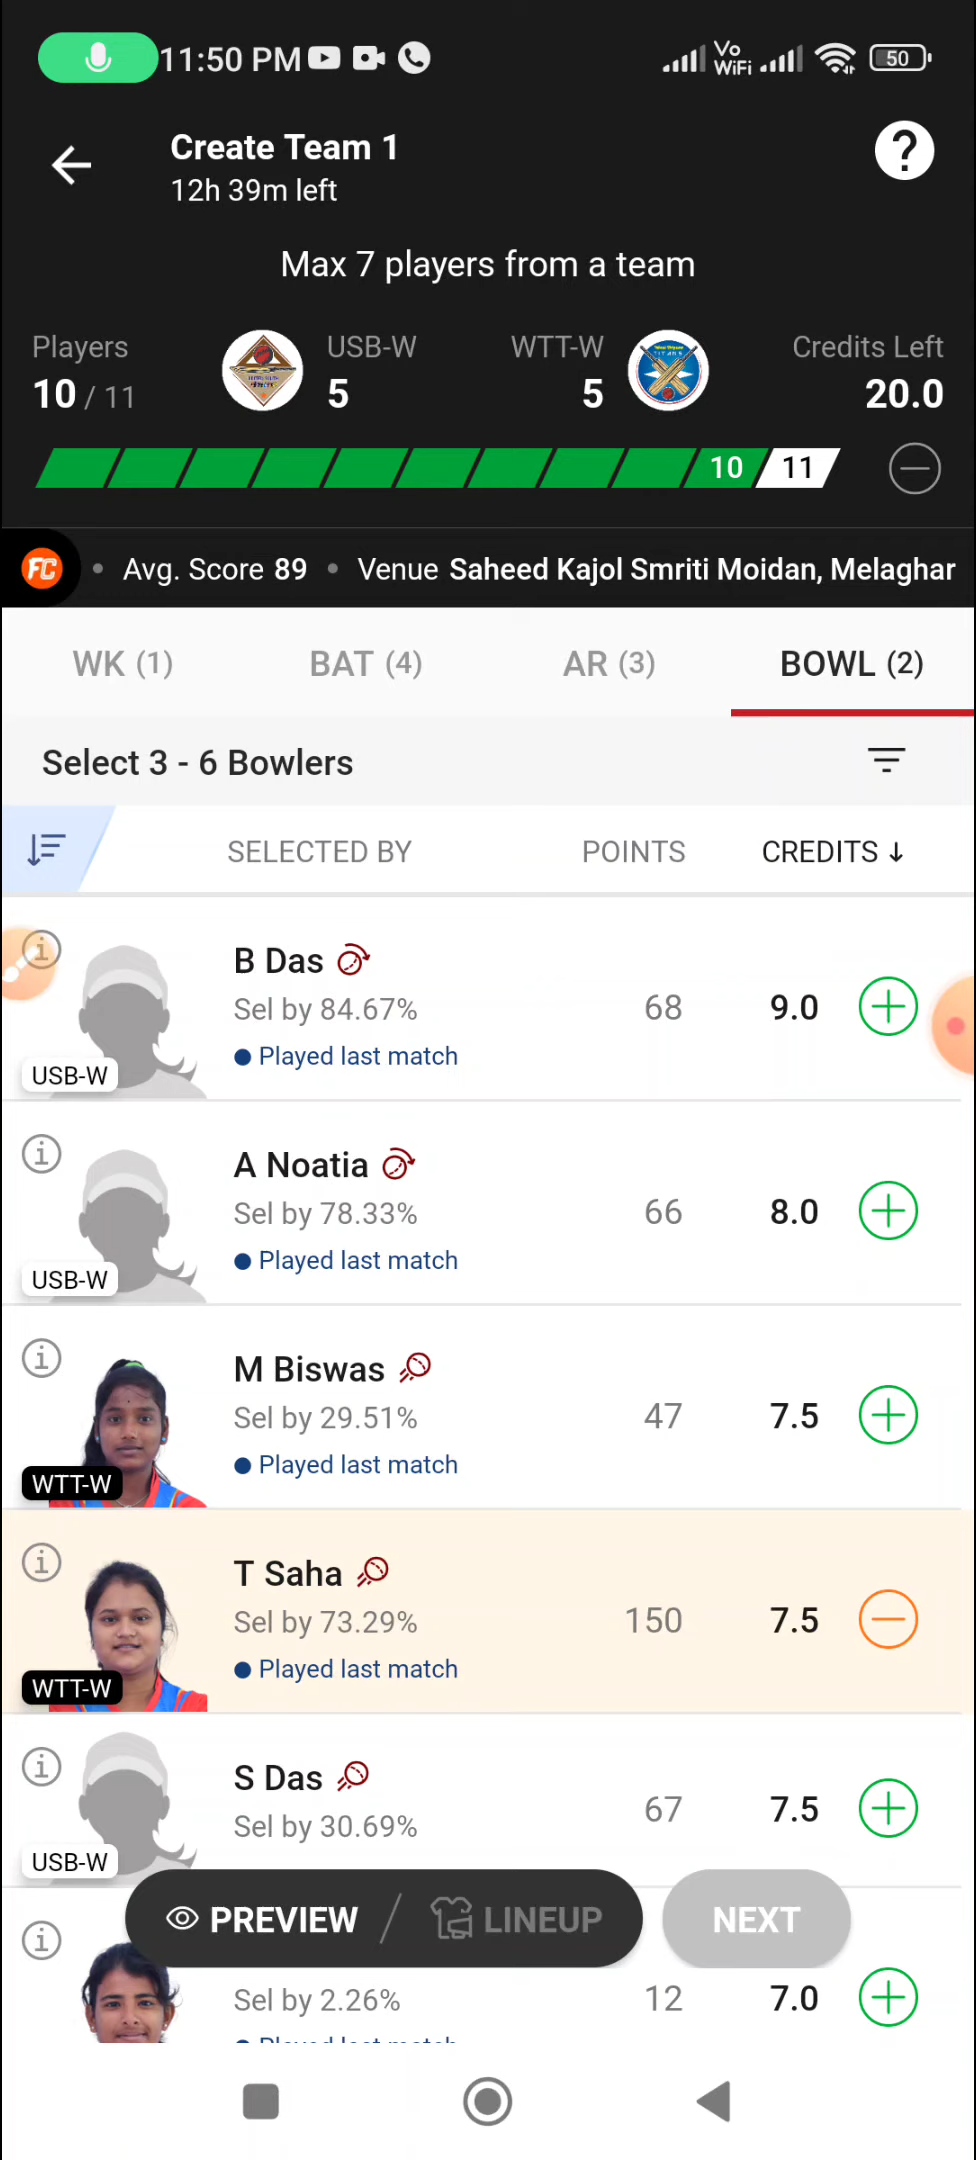 11:50 PM
Vo WiFi
50
Create Team 1
12h 39m left
?
Max 7 players from a team
Players
10 / 11
USB-W
5
WTT-W
5
Credits Left
20.0
10
11
FC • Avg. Score 89 • Venue Saheed Kajol Smriti Moidan, Melaghar
WK (1)
BAT (4)
AR (3)
BOWL (2)
Select 3 - 6 Bowlers
SELECTED BY
POINTS
CREDITS ↓
B Das
Sel by 84.67%
68
9.0
Played last match
USB-W
A Noatia
Sel by 78.33%
66
8.0
Played last match
USB-W
M Biswas
Sel by 29.51%
47
7.5
Played last match
WTT-W
T Saha
Sel by 73.29%
150
7.5
Played last match
WTT-W
S Das
Sel by 30.69%
67
7.5
USB-W
PREVIEW / LINEUP
NEXT
Sel by 2.26%
12
7.0